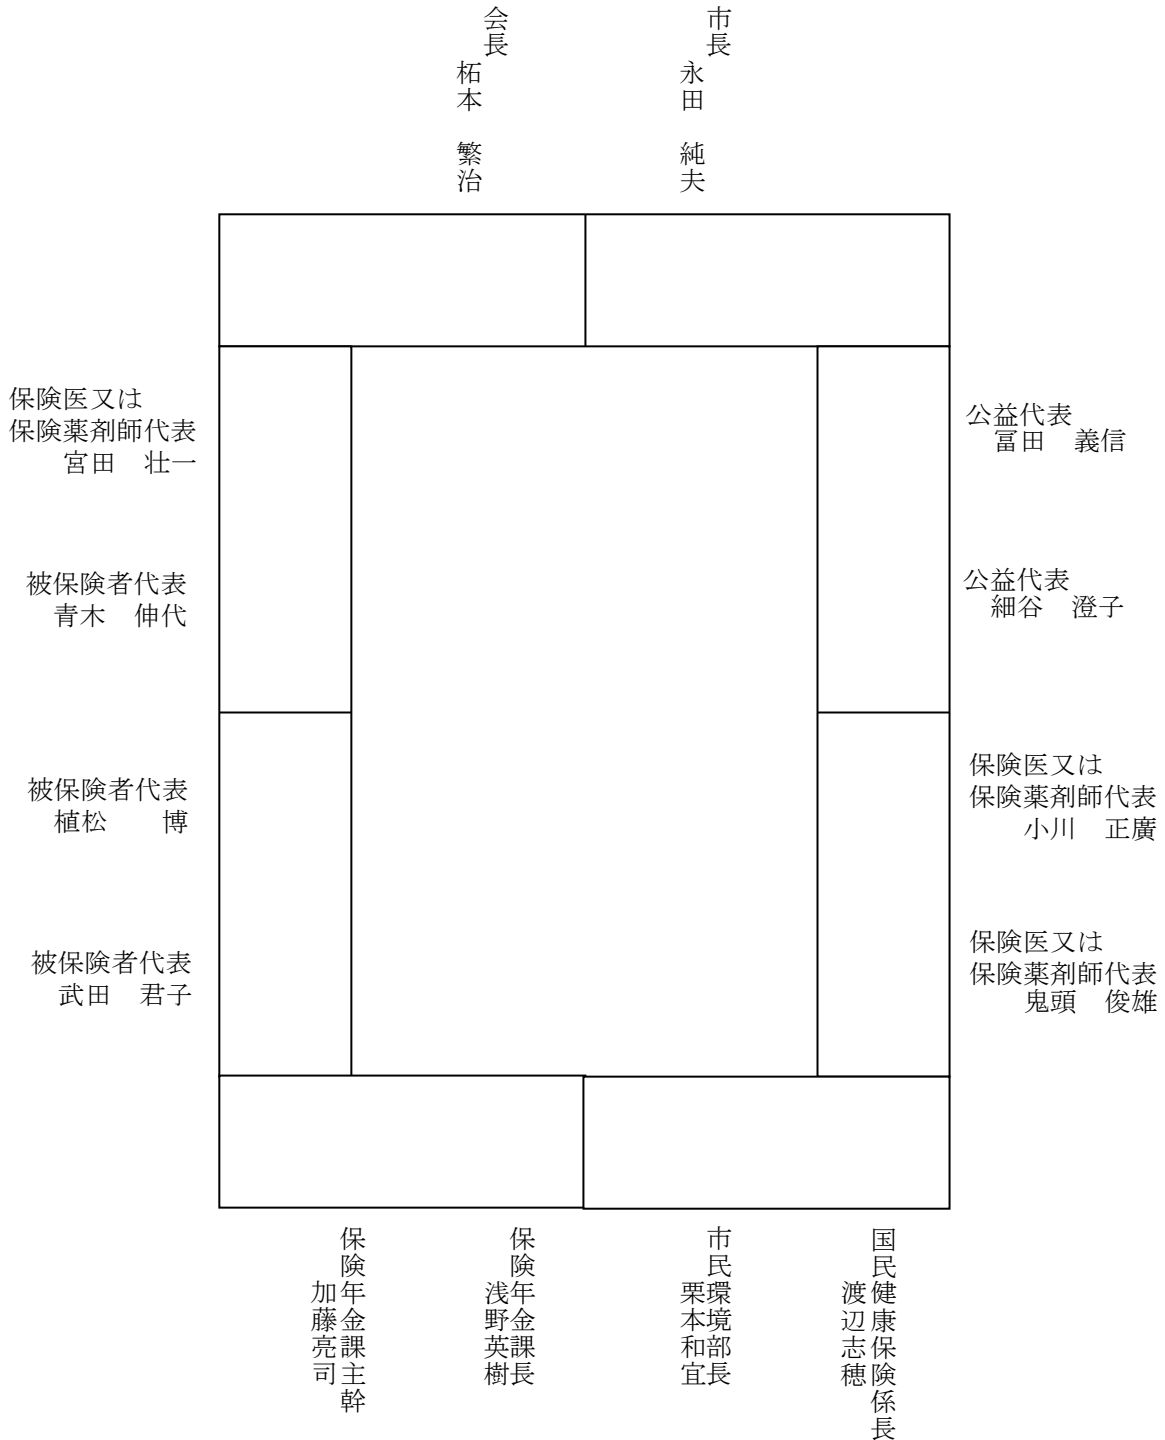 市長
永田　純夫
会長
柘本　繁治
保険医又は
保険薬剤師代表
宮田　壮一
被保険者代表
青木　伸代
被保険者代表
植松　　博
被保険者代表
武田　君子
公益代表
冨田　義信
公益代表
細谷　澄子
保険医又は
保険薬剤師代表
小川　正廣
保険医又は
保険薬剤師代表
鬼頭　俊雄
国民健康保険係長
渡辺志穂
市民環境部長
栗本和宜
保険年金課長
浅野英樹
保険年金課主幹
加藤亮司